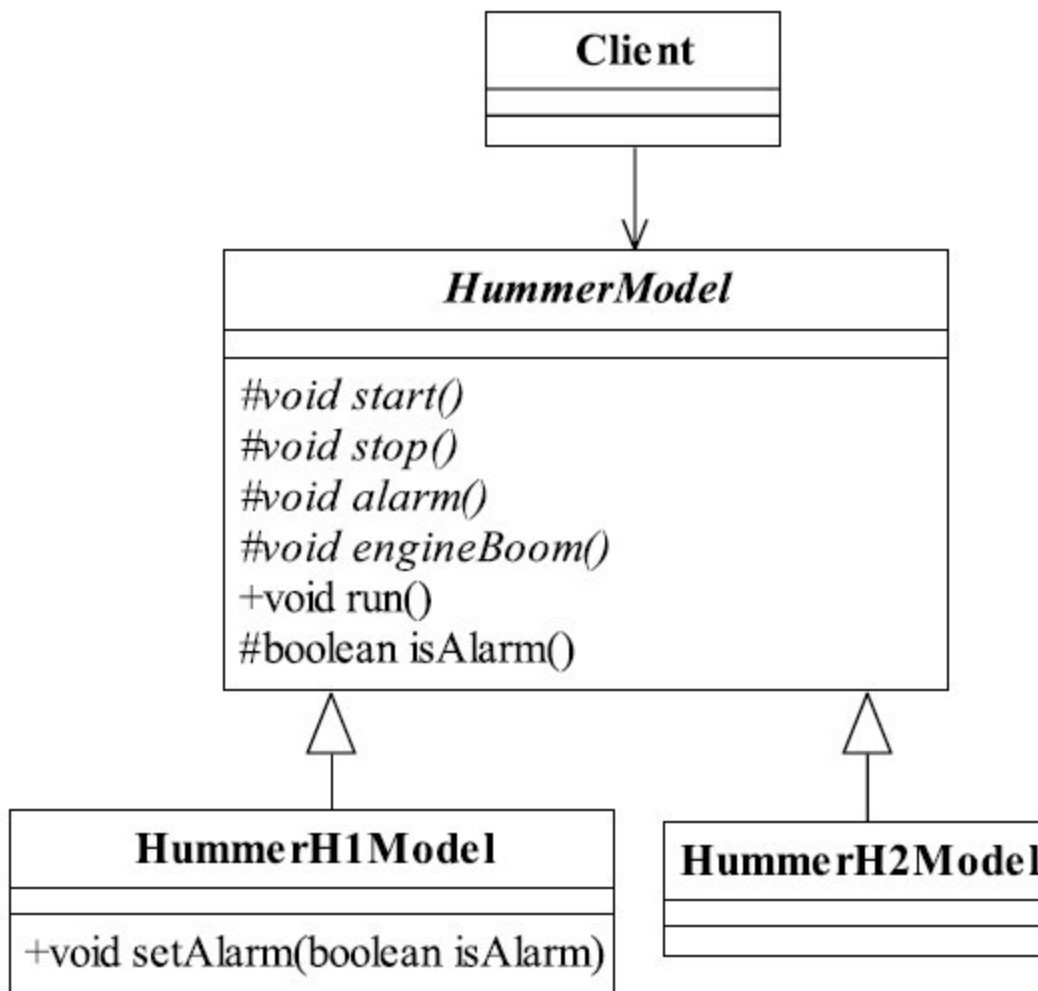 Client
HummerModel
#void start()
#void stop()
#void alarm()
#void engineBoom()
+void run()
#boolean isAlarm()
HummerH1Model
+void setAlarm(boolean isAlarm)
HummerH2Model